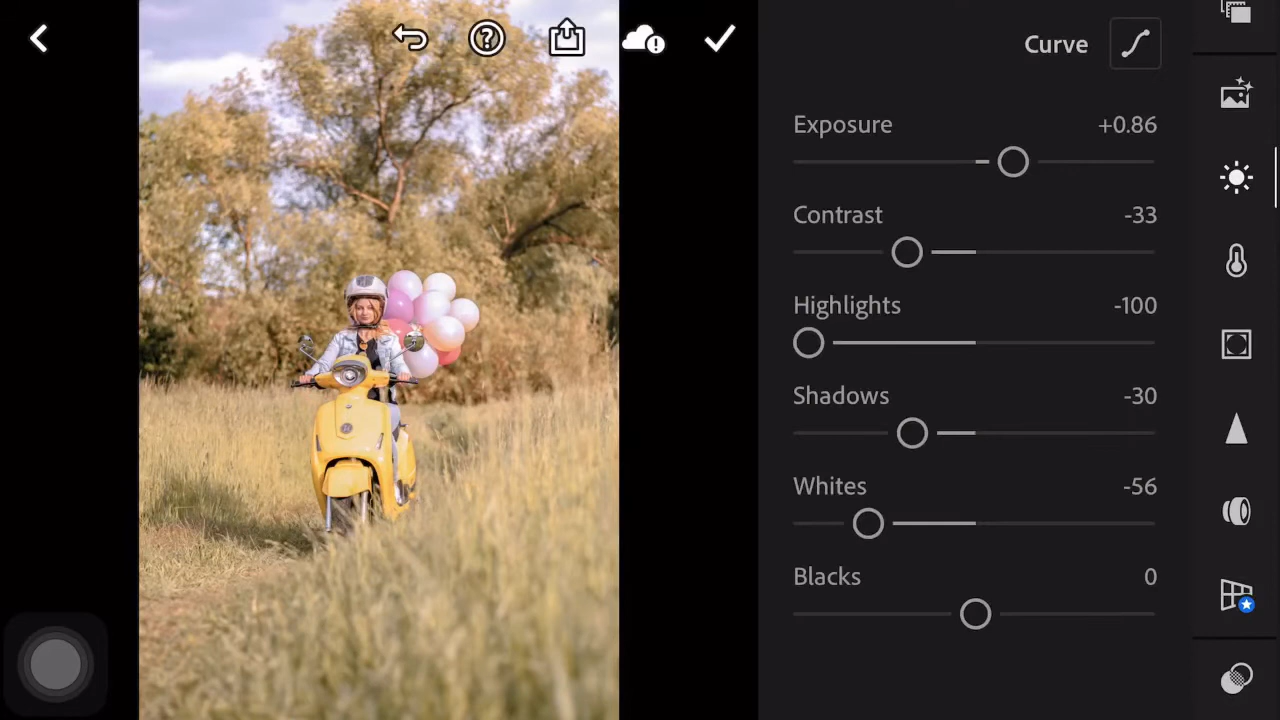 Curve
Exposure +0.86
Contrast -33
Highlights -100
Shadows -30
Whites -56
Blacks 0